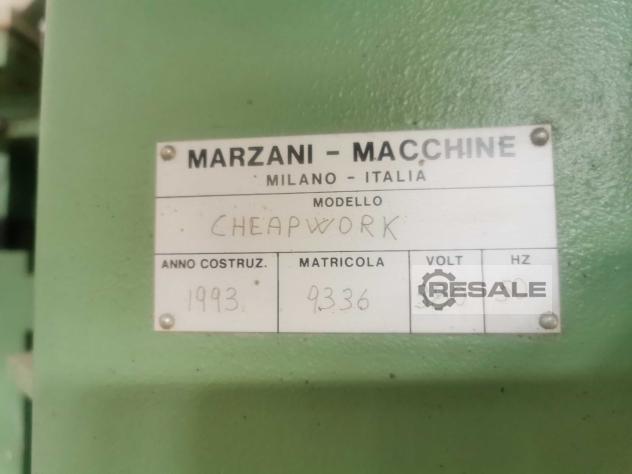 MARZANI - MACCHINE
MILANO - ITALIA
MODELLO
CHEAPWORK
ANNO COSTRUZ. MATRICOLA VOLT HZ
1993 9336
RESALE